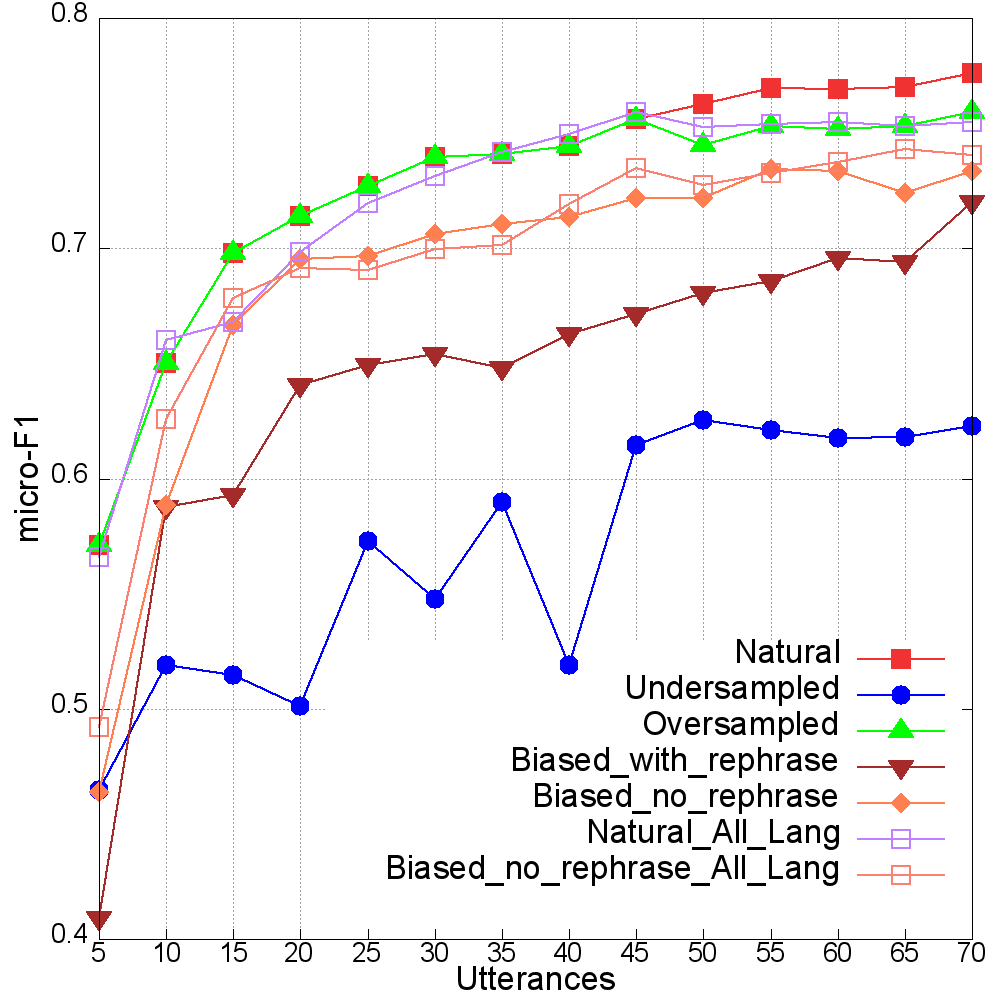 0.8
0.7
0.6
0.5
0.4
micro-F1
Natural
Undersampled
Oversampled
Biased_with_rephrase
Biased_no_rephrase
Natural_All_Lang
Biased_no_rephrase_All_Lang
5 10 15 20 25 30 35 40 45 50 55 60 65 70
Utterances